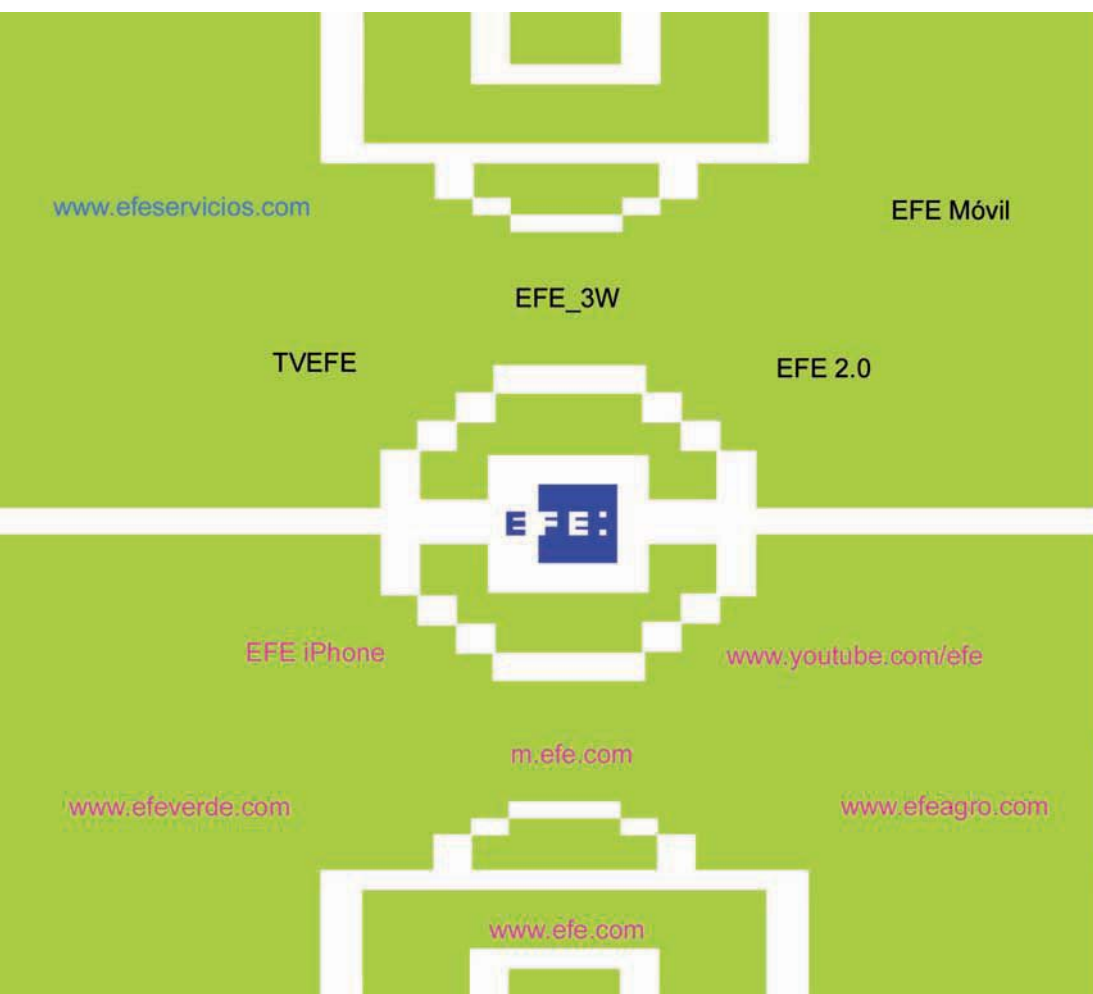 www.efeservicios.com
EFE Móvil
EFE_3W
TVEFE
EFE 2.0
EFE:
EFE iPhone
www.youtube.com/efe
m.efe.com
www.efeverde.com
www.efeagro.com
www.efe.com